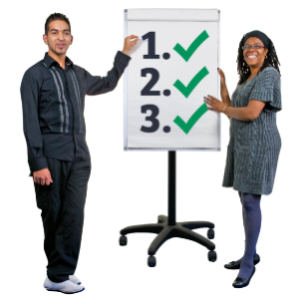 1. ✓
2. ✓
3. ✓